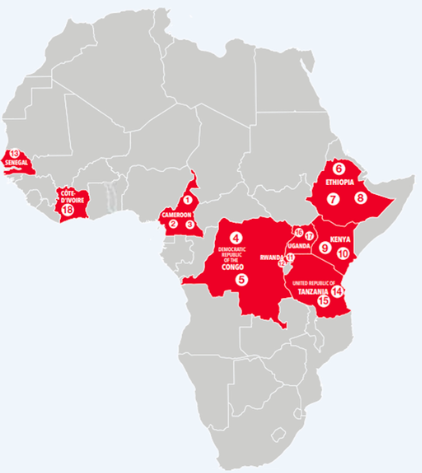 13
SENEGAL
CÔTE-
D'IVOIRE
18
1
CAMEROON
2 3
6
ETHIOPIA
7 8
4
DEMOCRATIC
REPUBLIC
OF THE
CONGO
5
16 17
UGANDA
KENYA
9 10
RWANDA 11
12
UNITED REPUBLIC OF
TANZANIA 14
15